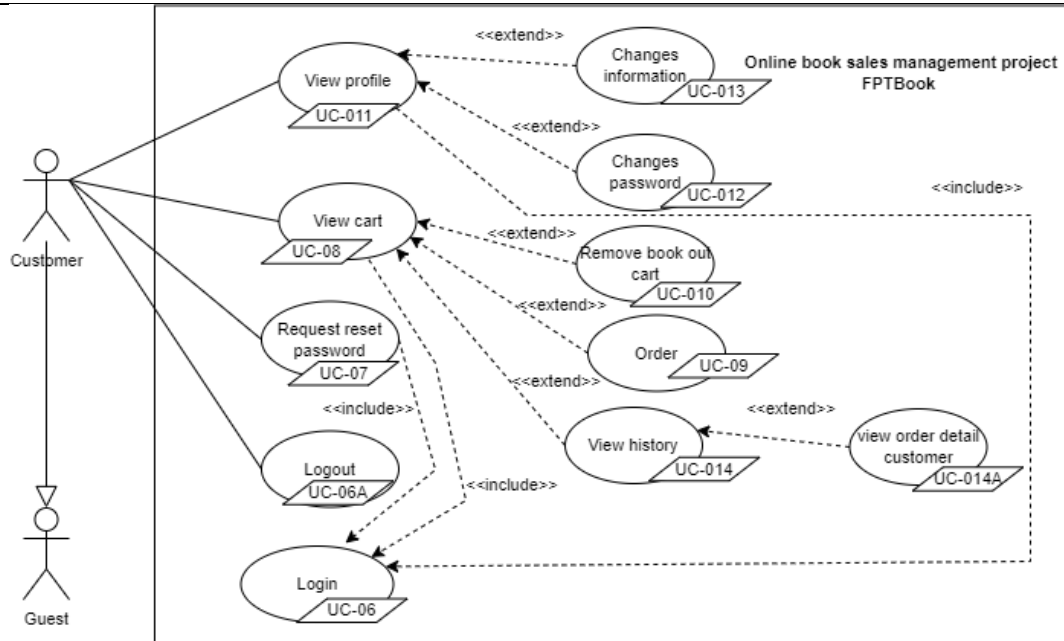 <<extend>>
Changes
information
UC-013
Online book sales management project
FPTBook
View profile
UC-011
<<extend>>
Changes
password
UC-012
<<include>>
Customer
View cart
UC-08
<<extend>>
Remove book out
cart
UC-010
<<extend>>
Order
UC-09
Request reset
password
UC-07
<<extend>>
<<include>>
View history
UC-014
<<extend>>
view order detail
customer
UC-014A
Logout
UC-06A
<<include>>
Login
UC-06
Guest